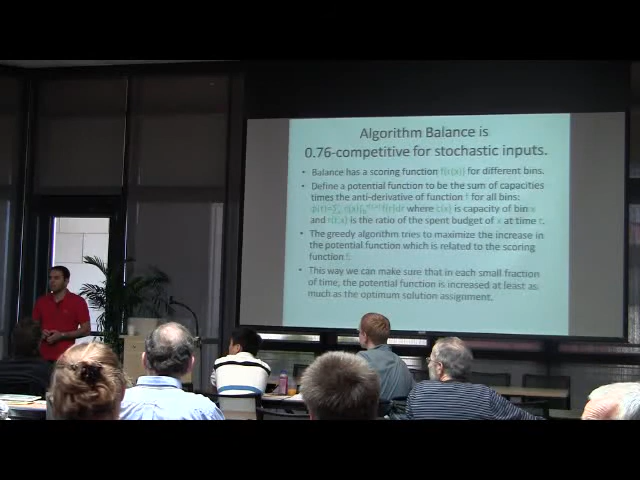 Algorithm Balance is
0.76-competitive for stochastic inputs.
• Balance has a scoring function for different bins.
• Define a potential function to be the sum of capacities
times the anti-derivative of function f for all bins:
where is capacity of bin x
and is the ratio of the spent budget of x at time t.
• The greedy algorithm tries to maximize the increase in
the potential function which is related to the scoring
function f.
• This way we can make sure that in each small fraction
of time, the potential function is increased at least as
much as the optimum solution assignment.